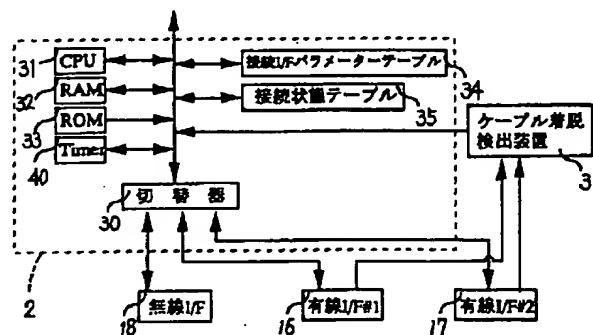 31
CPU
32
RAM
33
ROM
40
Timer
接続I/Fパラメーターテーブル
34
接続状態テーブル
35
ケーブル着脱
検出装置
3
切替器
30
2
無線I/F
18
有線I/F#1
16
有線I/F#2
17